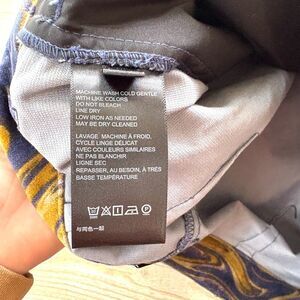 MACHINE WASH COLD GENTLE
WITH LIKE COLORS
DO NOT BLEACH
LINE DRY
LOW IRON AS NEEDED
MAY BE DRY CLEANED
LAVAGE MACHINE À FROID,
CYCLE LINGE DÉLICAT
AVEC COULEURS SIMILAIRES
NE PAS BLANCHIR
LIGNE SEC
REPASSER, AU BESOIN, À TRÈS
BASSE TEMPÉRATURE
与同色一起